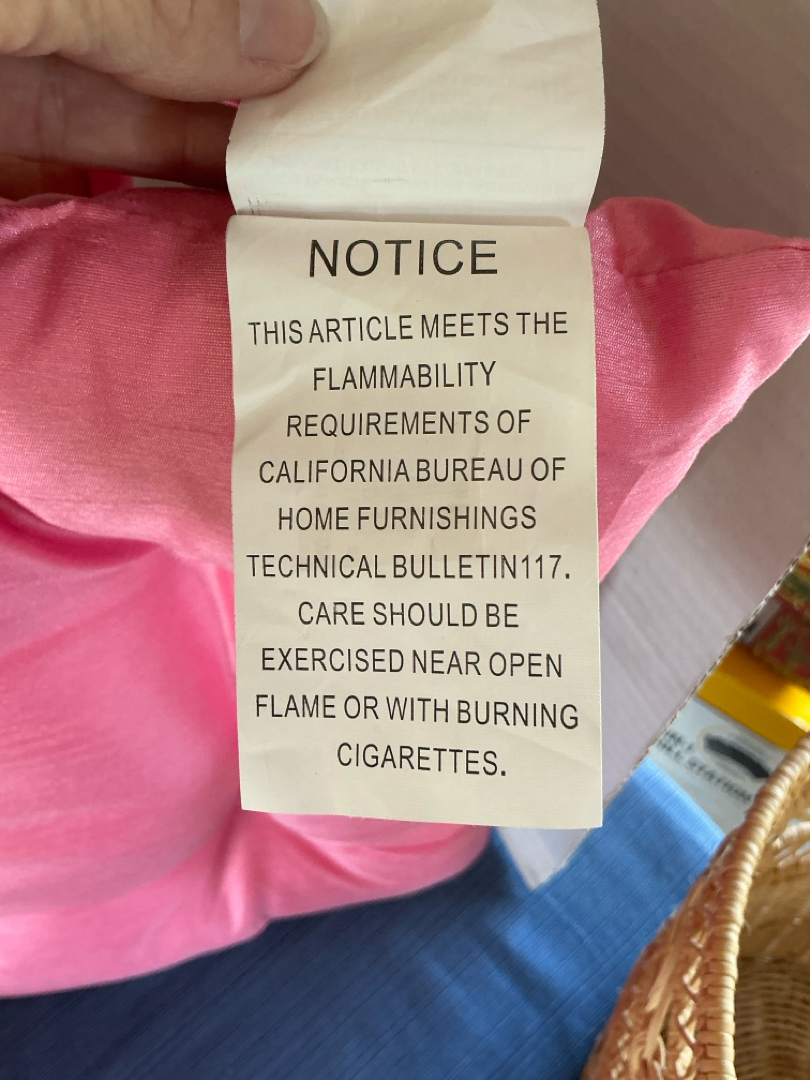 NOTICE
THIS ARTICLE MEETS THE
FLAMMABILITY
REQUIREMENTS OF
CALIFORNIA BUREAU OF
HOME FURNISHINGS
TECHNICAL BULLETIN117.
CARE SHOULD BE
EXERCISED NEAR OPEN
FLAME OR WITH BURNING
CIGARETTES.